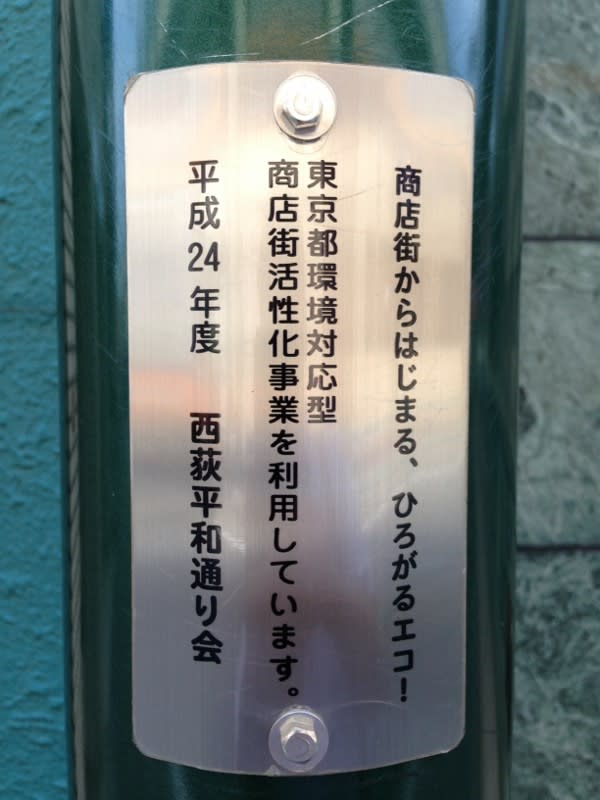 商店街からはじまる、ひろがるエコ！
東京都環境対応型
商店街活性化事業を利用しています。
平成24年度 西荻平和通り会